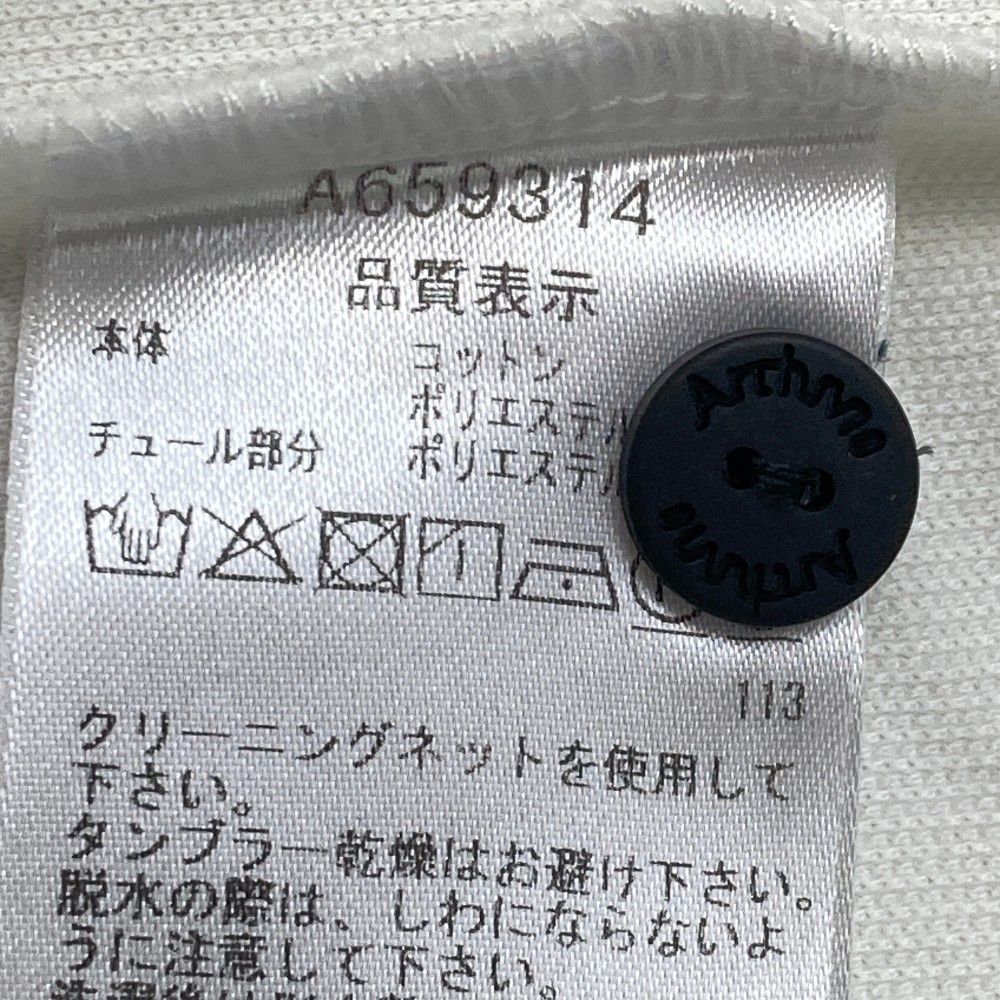 A659314
品質表示
本体 コットン
ポリエステル
チュール部分 ポリエステル
113
クリーニングネットを使用して
下さい。
タンブラー乾燥はお避け下さい。
脱水の際は、しわにならないよ
うに注意して下さい。